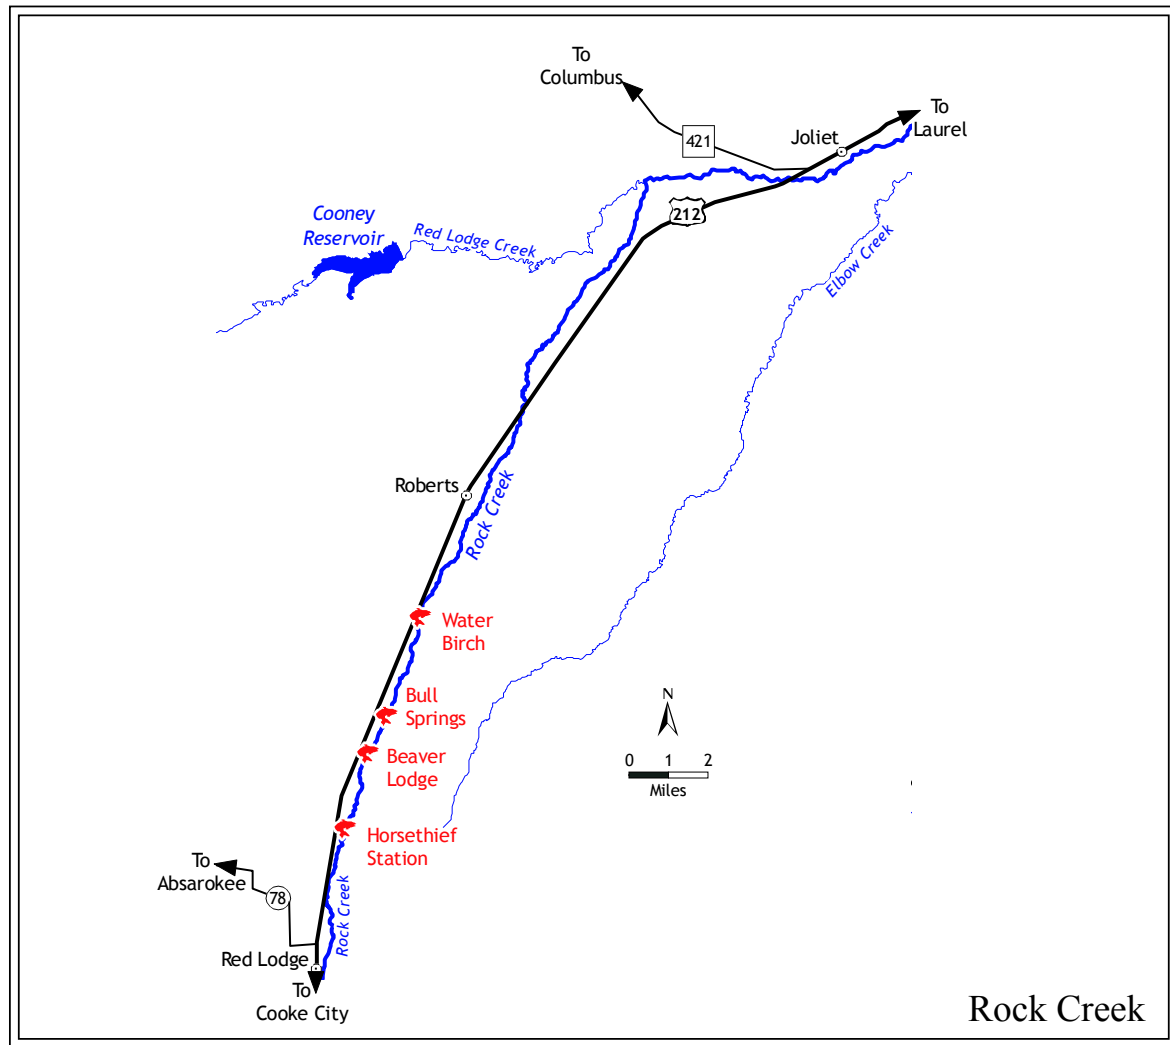 To
Columbus
To
Laurel
Joliet
421
212
Cooney
Reservoir
Red Lodge Creek
Elbow Creek
Roberts
Rock Creek
Water
Birch
Bull
Springs
Beaver
Lodge
N
0 1 2
Miles
Horsethief
Station
To
Absarokee
78
Rock Creek
Red Lodge
To
Cooke City
Rock Creek